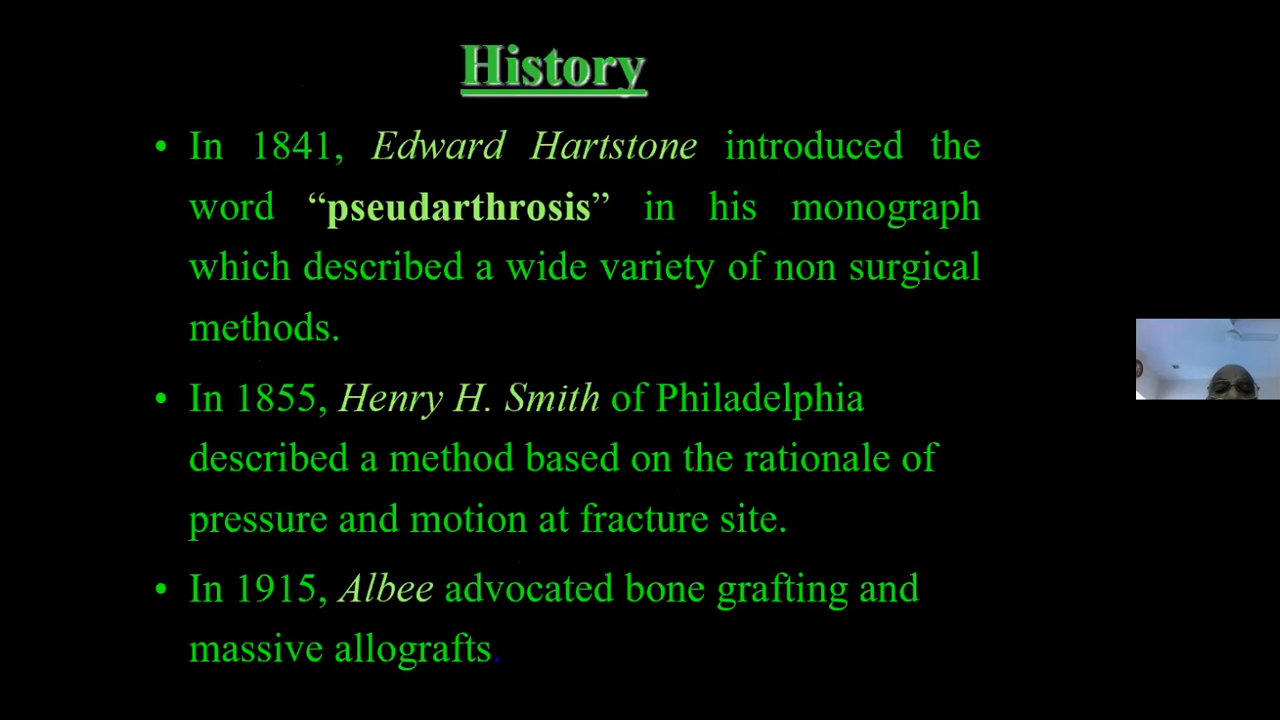 History
• In 1841, Edward Hartstone introduced the
word “pseudarthrosis” in his monograph
which described a wide variety of non surgical
methods.
• In 1855, Henry H. Smith of Philadelphia
described a method based on the rationale of
pressure and motion at fracture site.
• In 1915, Albee advocated bone grafting and
massive allografts.